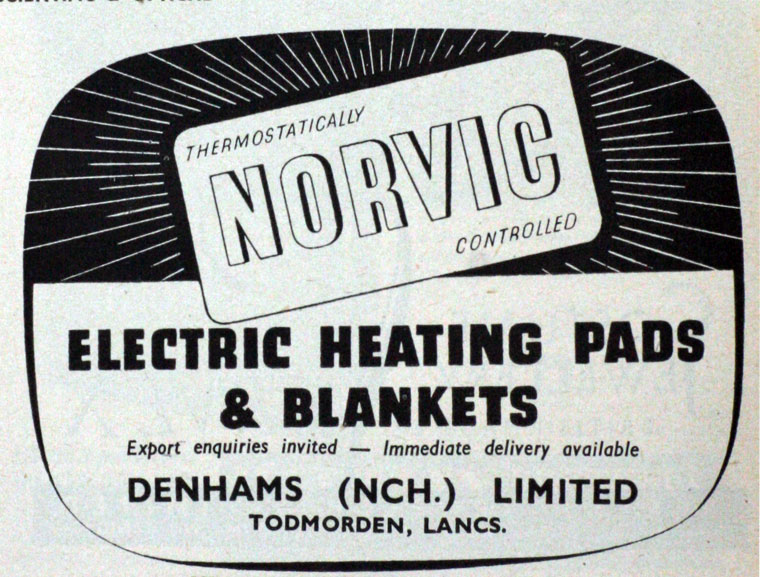 THERMOSTATICALLY
NORVIC
CONTROLLED
ELECTRIC HEATING PADS
& BLANKETS
Export enquiries invited — Immediate delivery available
DENHAMS (NCH.) LIMITED
TODMORDEN, LANCS.